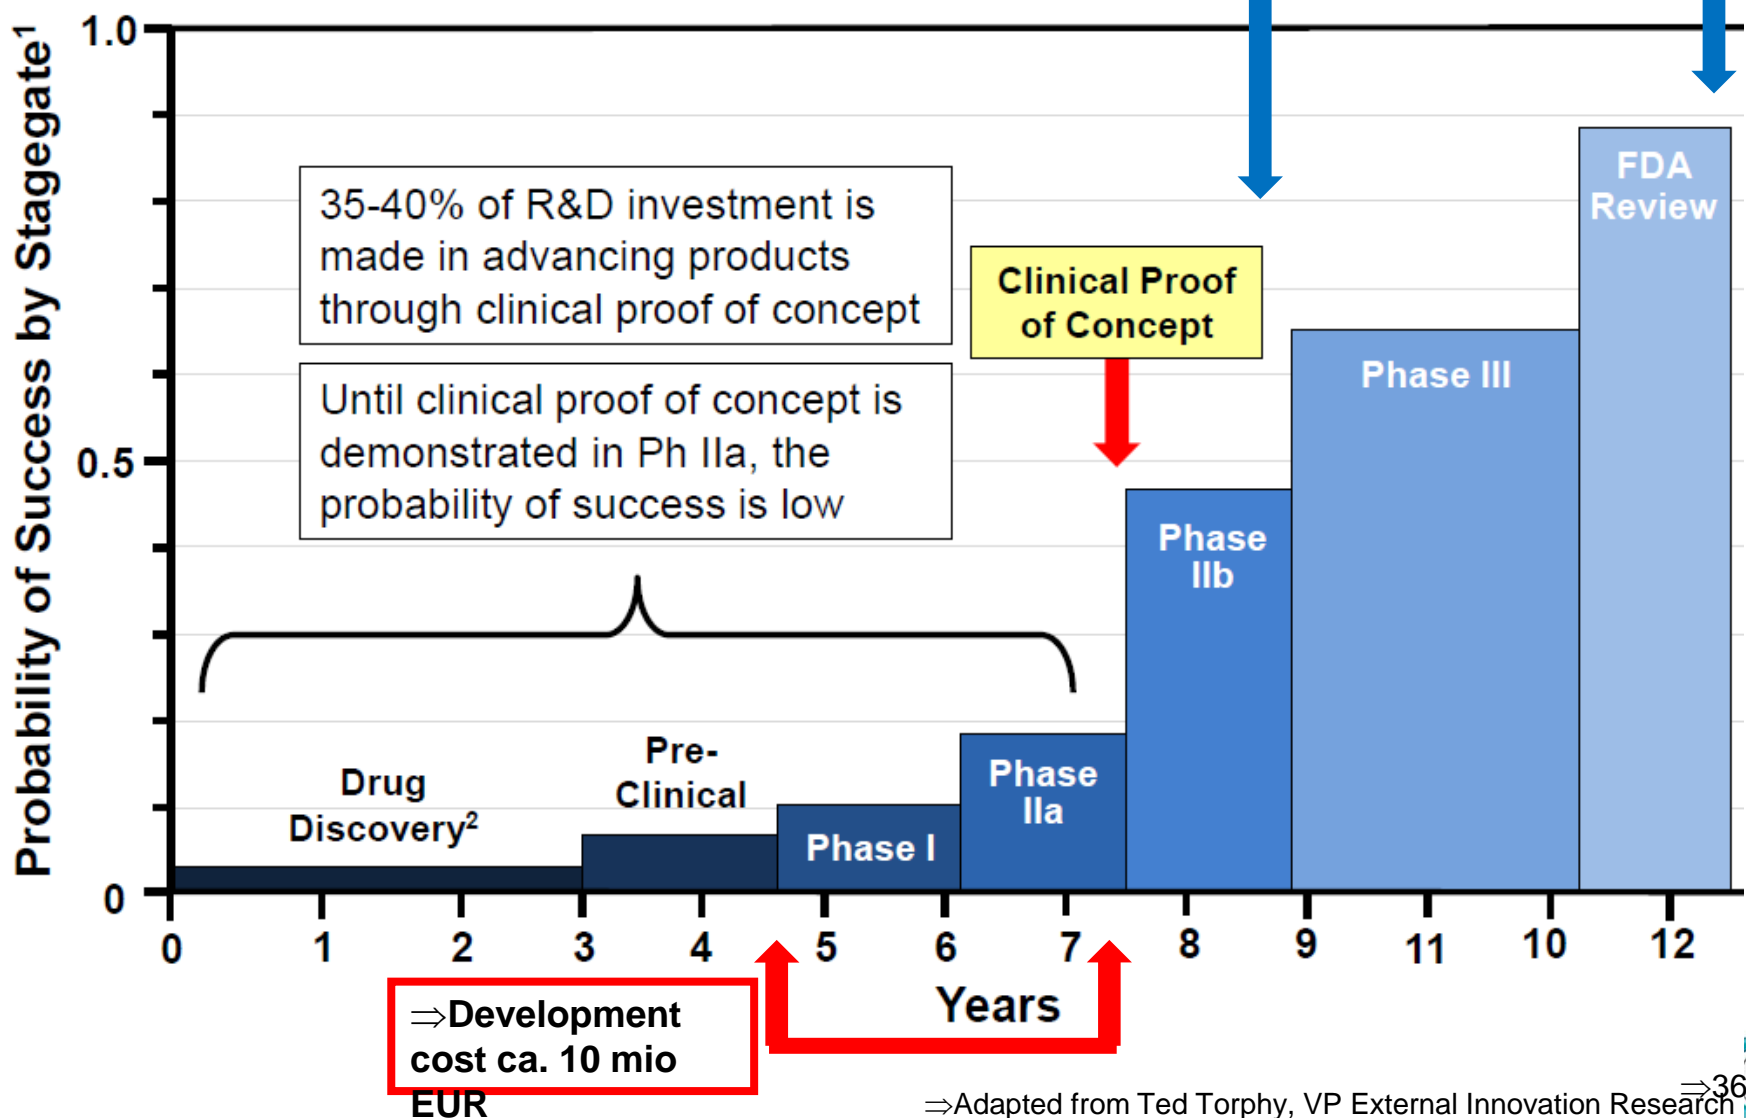 Probability of Success by Stagegate1
1.0
0.5
0
35-40% of R&D investment is
made in advancing products
through clinical proof of concept
Until clinical proof of concept is
demonstrated in Ph IIa, the
probability of success is low
Clinical Proof
of Concept
FDA
Review
Phase III
Phase
IIb
Phase
IIa
Phase I
Pre-
Clinical
Drug
Discovery2
0 1 2 3 4 5 6 7 8 9 11 10 12
Years
⇒Development
cost ca. 10 mio
EUR
⇒36
⇒Adapted from Ted Torphy, VP External Innovation Research